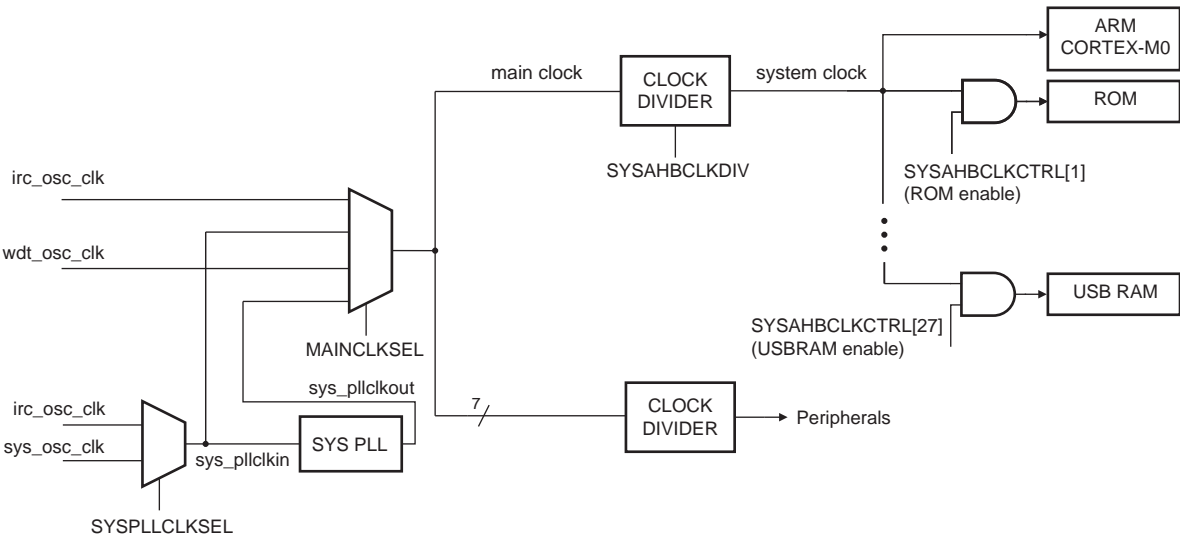 ARM
CORTEX-M0
main clock
CLOCK
DIVIDER
system clock
ROM
SYSAHBCLKDIV
SYSAHBCLKCTRL[1]
(ROM enable)
irc_osc_clk
wdt_osc_clk
USB RAM
SYSAHBCLKCTRL[27]
(USBRAM enable)
MAINCLKSEL
sys_pllclkout
7
CLOCK
DIVIDER
Peripherals
irc_osc_clk
sys_osc_clk
sys_pllclkin
SYS PLL
SYSPLLCLKSEL